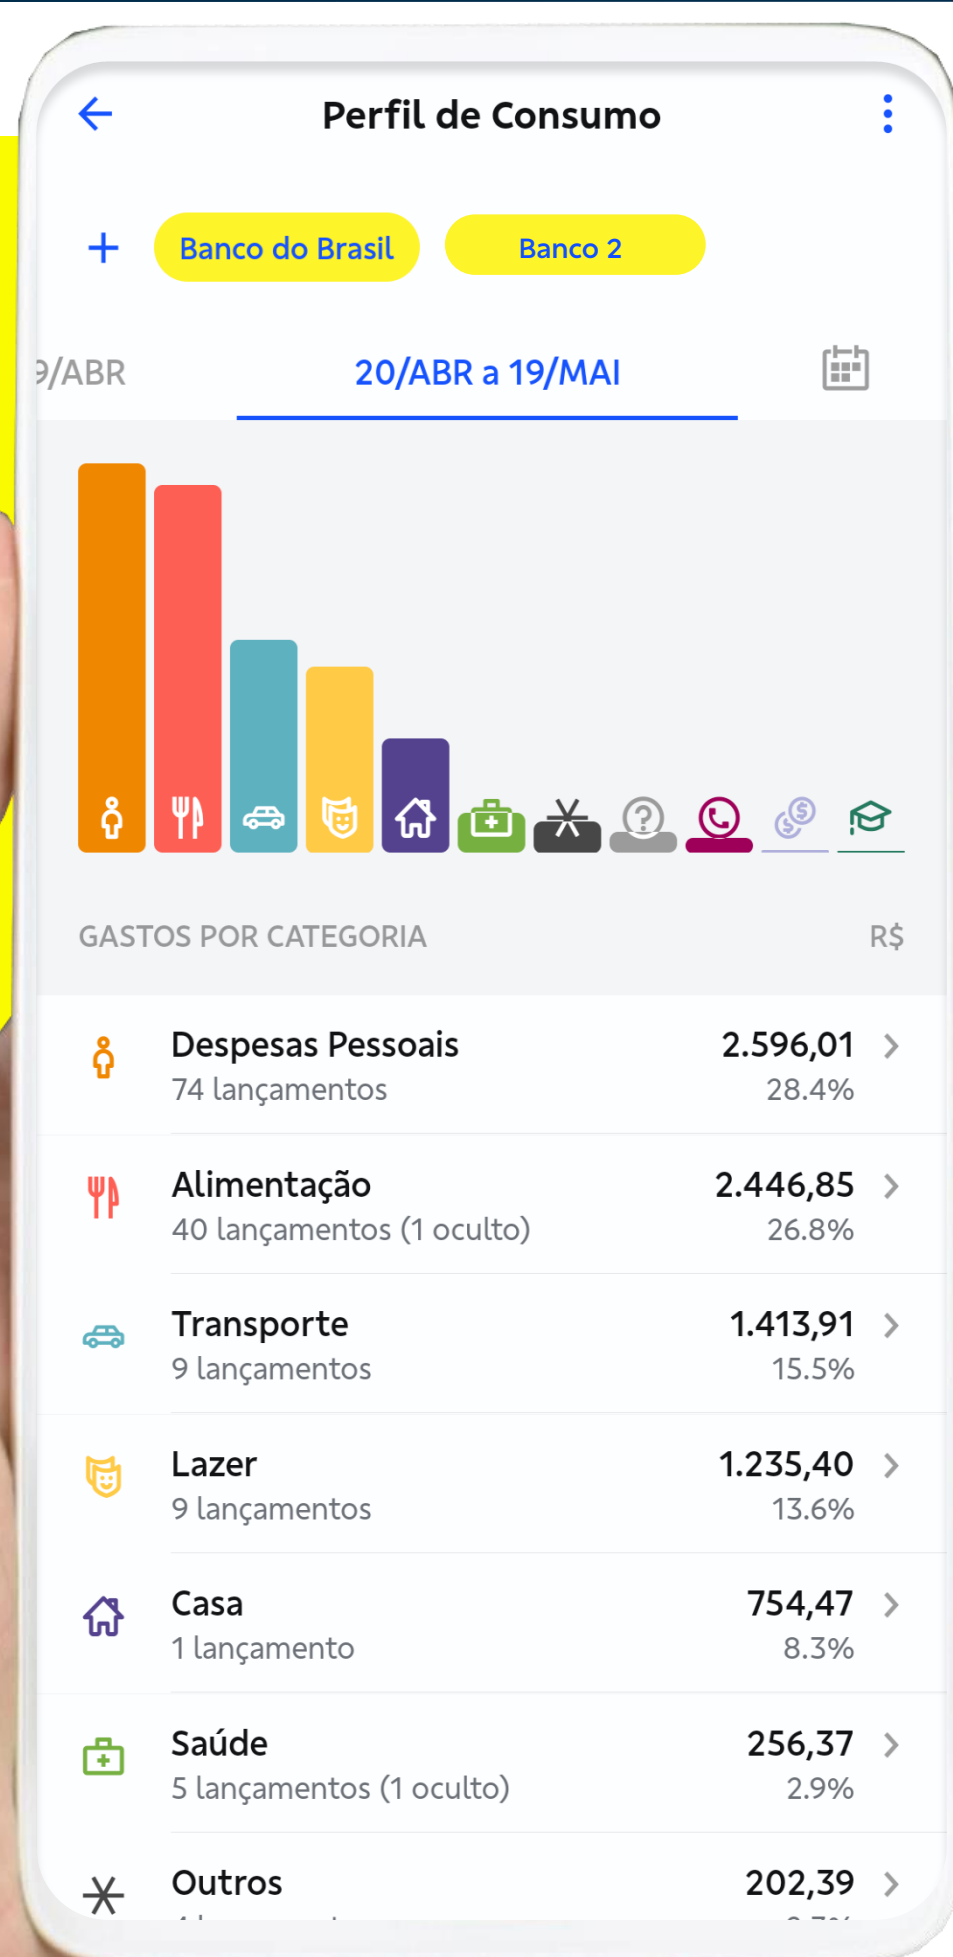 Perfil de Consumo
+ Banco do Brasil Banco 2
9/ABR 20/ABR a 19/MAI
GASTOS POR CATEGORIA R$
Despesas Pessoais 2.596,01
74 lançamentos 28.4%
Alimentação 2.446,85
40 lançamentos (1 oculto) 26.8%
Transporte 1.413,91
9 lançamentos 15.5%
Lazer 1.235,40
9 lançamentos 13.6%
Casa 754,47
1 lançamento 8.3%
Saúde 256,37
5 lançamentos (1 oculto) 2.9%
Outros 202,39